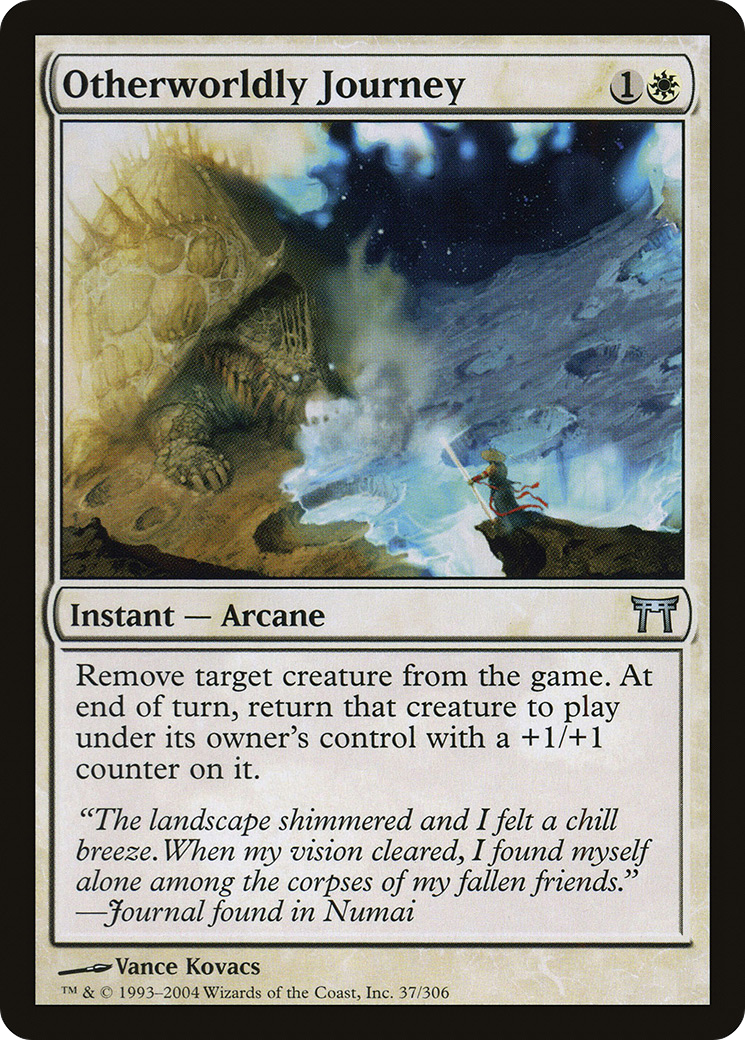 Otherworldly Journey 1
Instant — Arcane
Remove target creature from the game. At
end of turn, return that creature to play
under its owner's control with a +1/+1
counter on it.
“The landscape shimmered and I felt a chill
breeze. When my vision cleared, I found myself
alone among the corpses of my fallen friends.”
—Journal found in Numai
Vance Kovacs
™ & © 1993–2004 Wizards of the Coast, Inc. 37/306